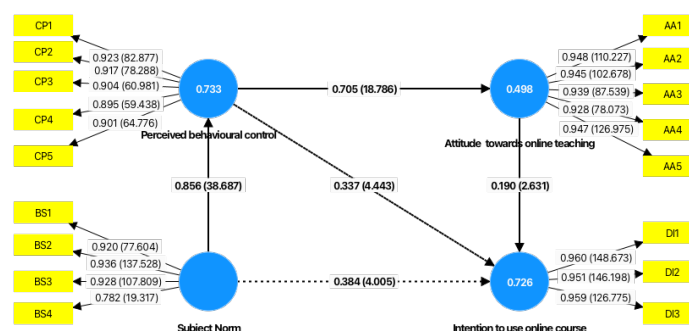 CP1
AA1
0.923 (82.877)
0.948 (110.227)
CP2
0.917 (78.288)
0.945 (102.678)
AA2
CP3
0.904 (60.981)
0.733
0.705 (18.786)
0.498
0.939 (87.539)
AA3
0.895 (59.438)
0.928 (78.073)
CP4
0.901 (64.776)
0.947 (126.975)
AA4
Perceived behavioural control
Attitude towards online teaching
CP5
AA5
0.856 (38.687)
0.337 (4.443)
0.190 (2.631)
BS1
DI1
BS2
0.920 (77.604)
0.960 (148.673)
0.936 (137.528)
0.951 (146.198)
DI2
BS3
0.928 (107.809)
0.384 (4.005)
0.726
0.959 (126.775)
0.782 (19.317)
BS4
DI3
Subject Norm
Intention to use online course